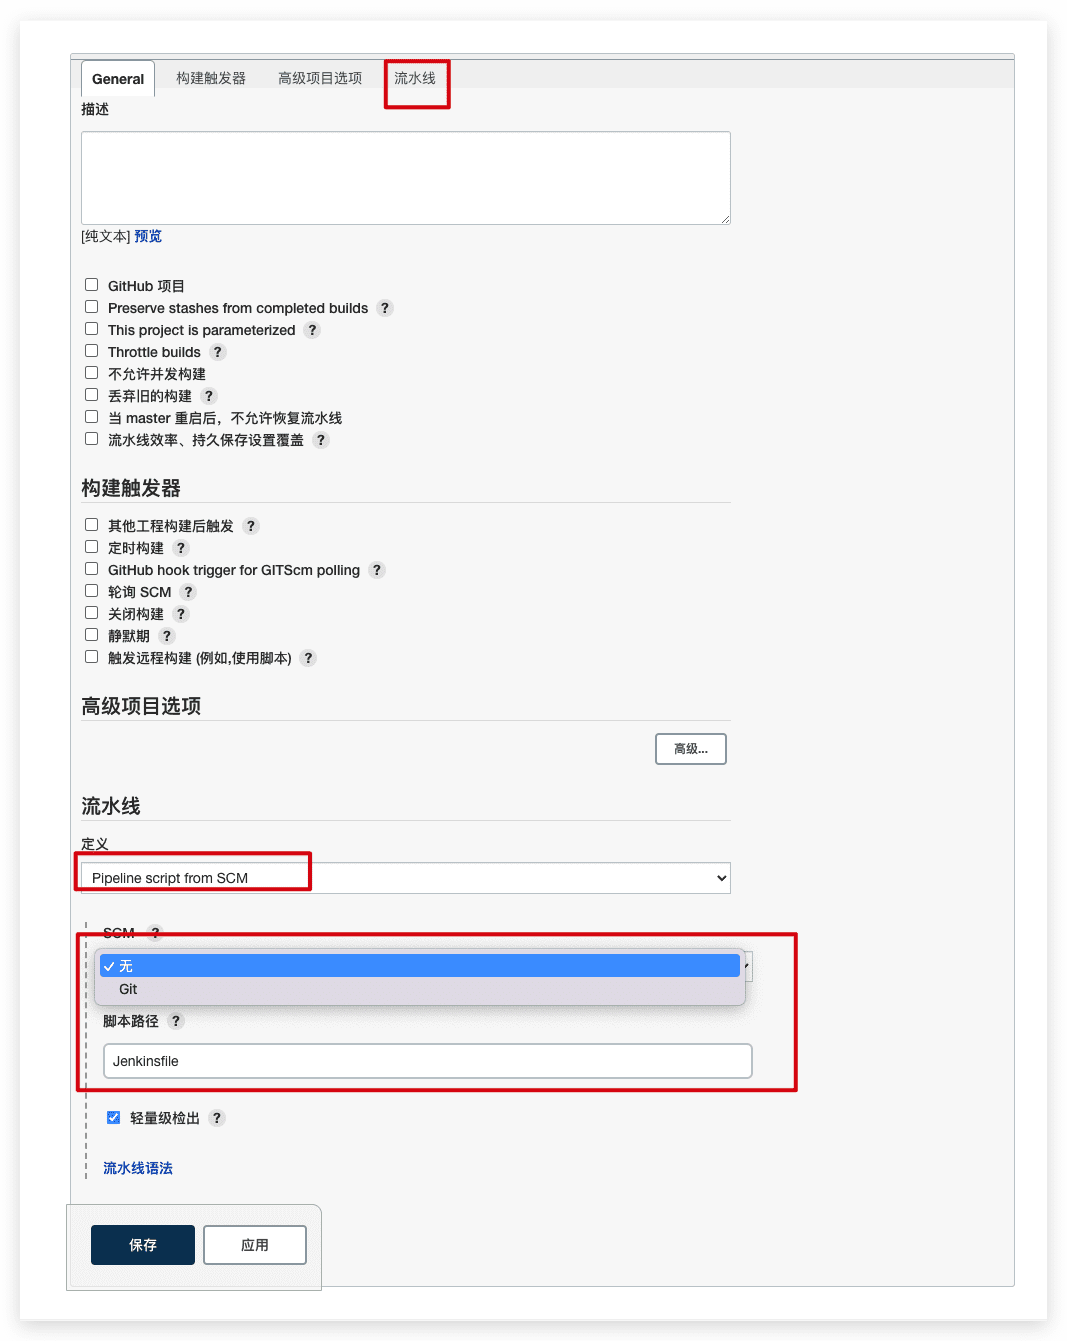 General 构建触发器 高级项目选项 流水线
描述
[纯文本] 预览
GitHub 项目
Preserve stashes from completed builds ?
This project is parameterized ?
Throttle builds ?
不允许并发构建
丢弃旧的构建 ?
当 master 重启后，不允许恢复流水线
流水线效率、持久保存设置覆盖 ?
构建触发器
其他工程构建后触发 ?
定时构建 ?
GitHub hook trigger for GITScm polling ?
轮询 SCM ?
关闭构建 ?
静默期 ?
触发远程构建 (例如,使用脚本) ?
高级项目选项
高级...
流水线
定义
Pipeline script from SCM
SCM ?
无
Git
脚本路径 ?
Jenkinsfile
轻量级检出 ?
流水线语法
保存 应用